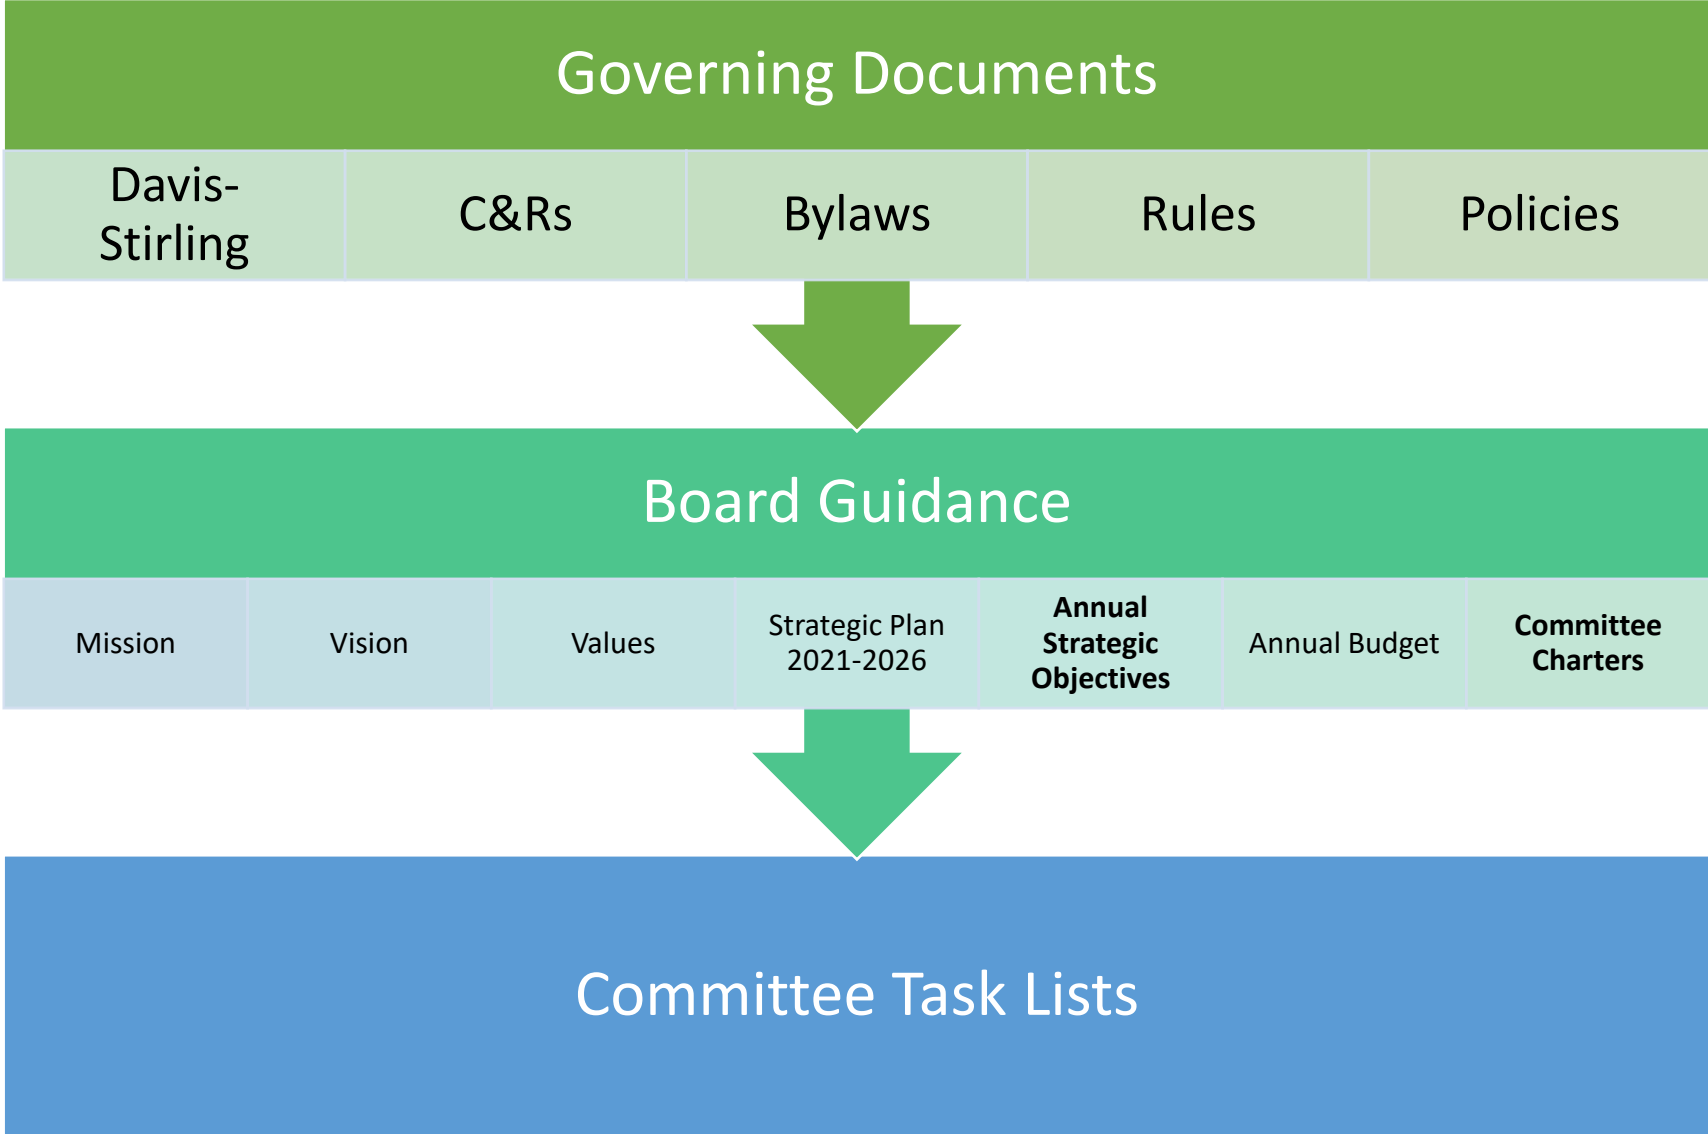 Governing Documents
Davis-
Stirling
C&Rs
Bylaws
Rules
Policies
Board Guidance
Mission
Vision
Values
Strategic Plan
2021-2026
Annual
Strategic
Objectives
Annual Budget
Committee
Charters
Committee Task Lists